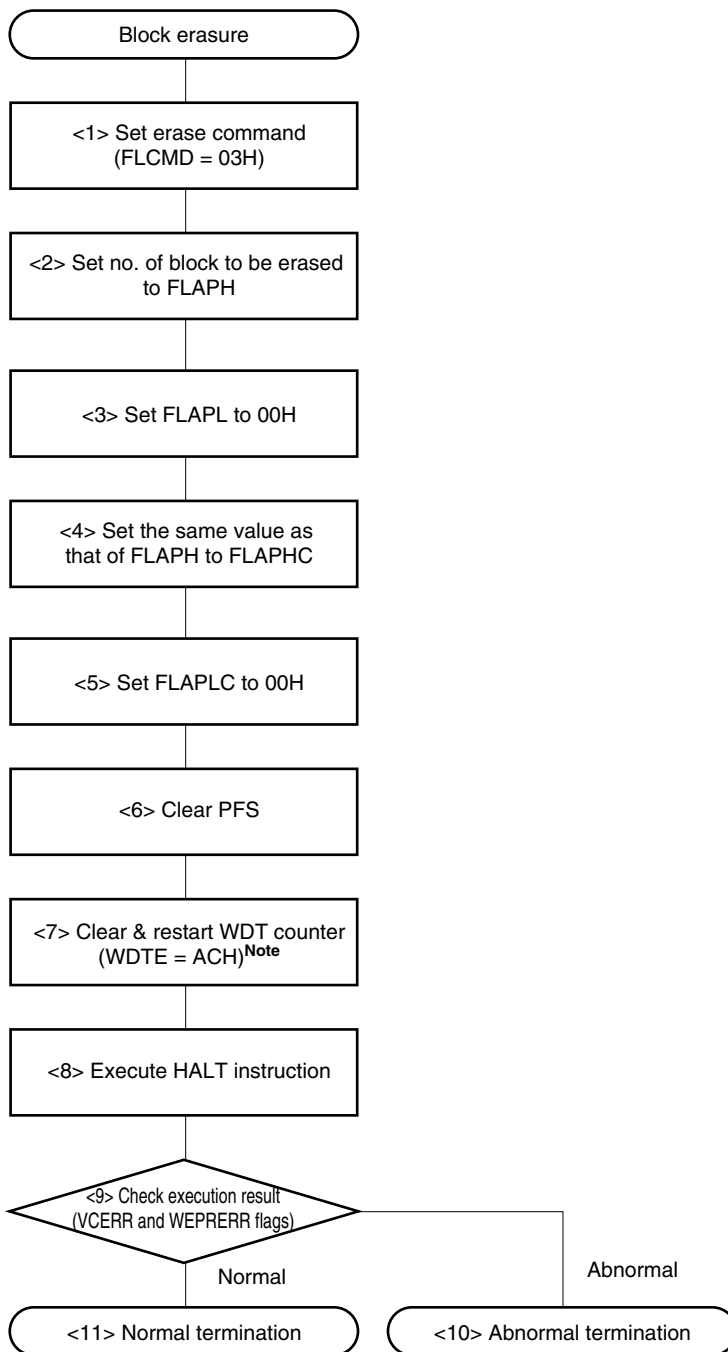 Block erasure
<1> Set erase command
(FLCMD = 03H)
<2> Set no. of block to be erased
to FLAPH
<3> Set FLAPL to 00H
<4> Set the same value as
that of FLAPH to FLAPHC
<5> Set FLAPLC to 00H
<6> Clear PFS
<7> Clear & restart WDT counter
(WDTE = ACH)Note
<8> Execute HALT instruction
<9> Check execution result
(VCERR and WEPRERR flags)
Normal
Abnormal
<11> Normal termination
<10> Abnormal termination